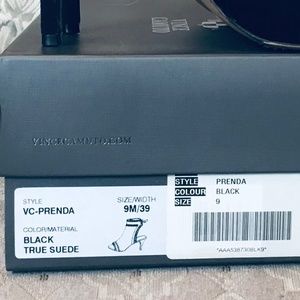 VINCECAMUTO.COM
STYLE
VC-PRENDA
SIZE/WIDTH
9M/39
COLOR/MATERIAL
BLACK
TRUE SUEDE
STYLE PRENDA
COLOUR BLACK
SIZE 9